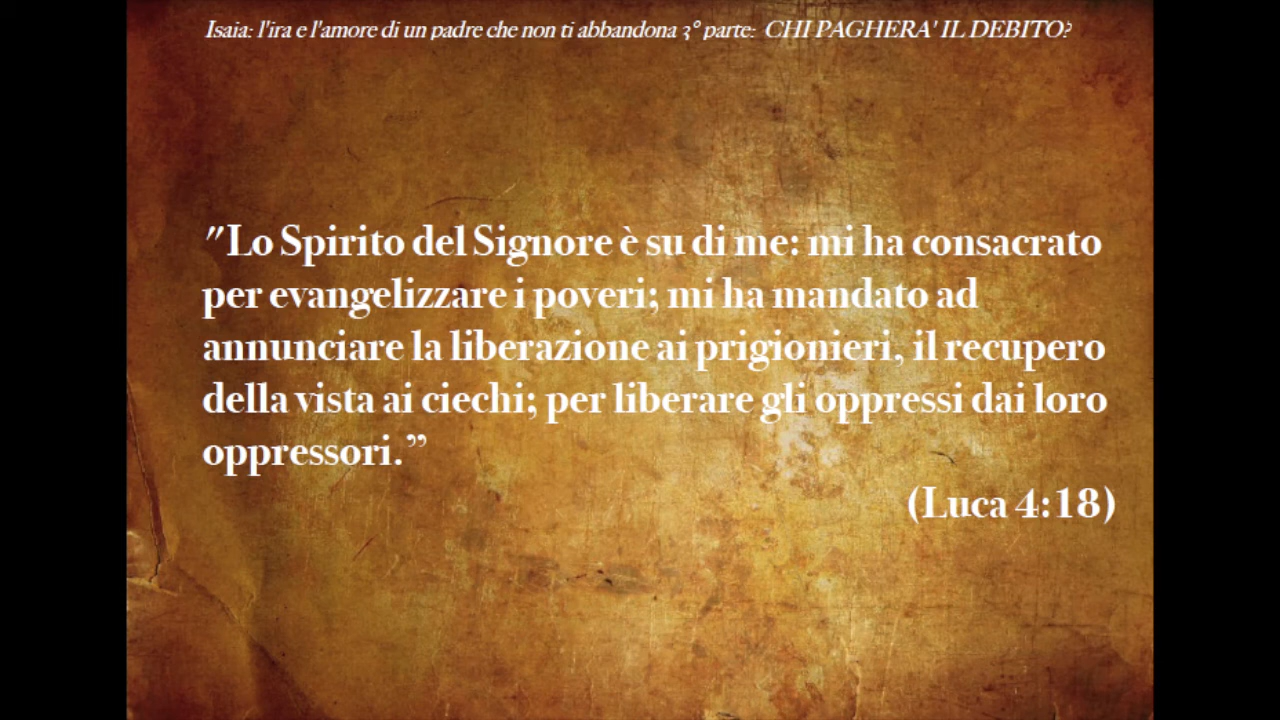 Isaia: l'ira e l'amore di un padre che non ti abbandona 3° parte: CHI PAGHERA' IL DEBITO?
"Lo Spirito del Signore è su di me: mi ha consacrato
per evangelizzare i poveri; mi ha mandato ad
annunciare la liberazione ai prigionieri, il recupero
della vista ai ciechi; per liberare gli oppressi dai loro
oppressori.”
(Luca 4:18)